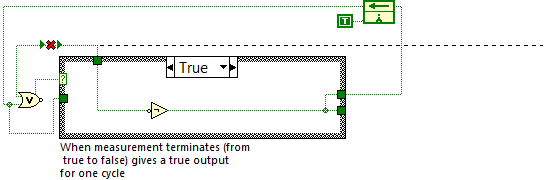 T
V
True
?
When measurement terminates (from
true to false) gives a true output
for one cycle